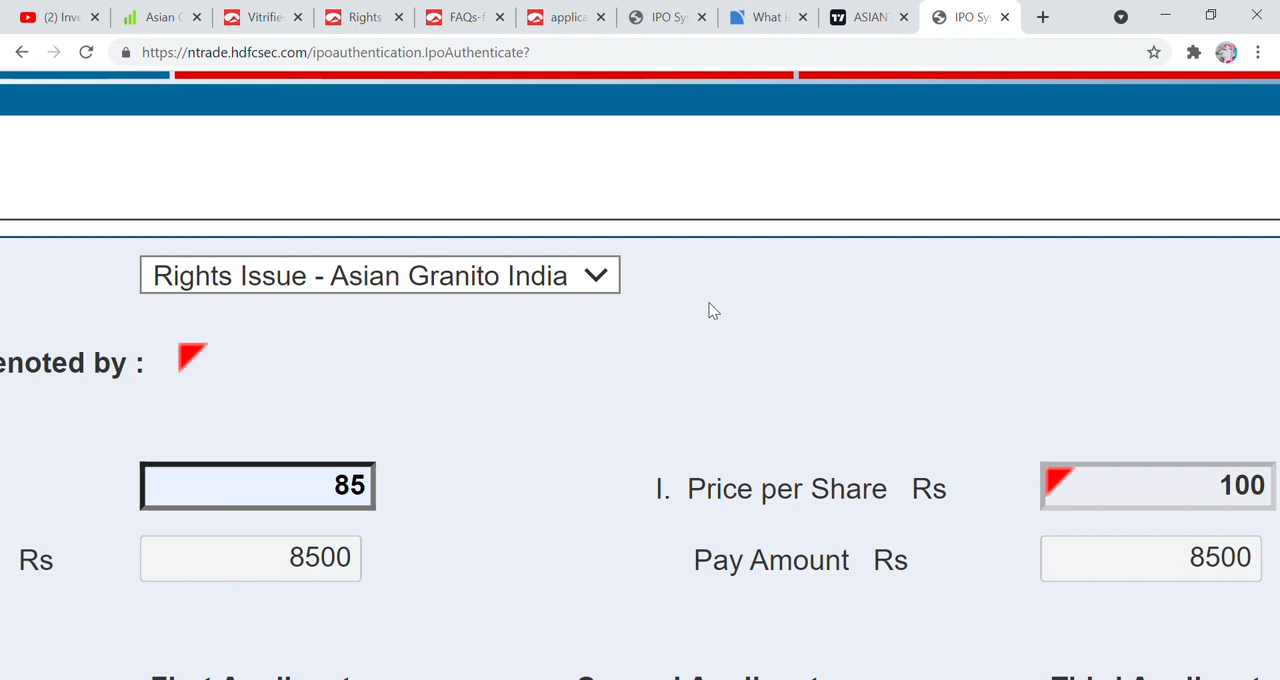 (2) Inve
Asian G
Vitrifie
Rights
FAQs-f
applica
IPO Sy
What i
ASIAN
IPO Sy
https://ntrade.hdfcsec.com/ipoauthentication.IpoAuthenticate?
Rights Issue - Asian Granito India
enoted by :
85
I. Price per Share Rs
100
Rs
8500
Pay Amount Rs
8500